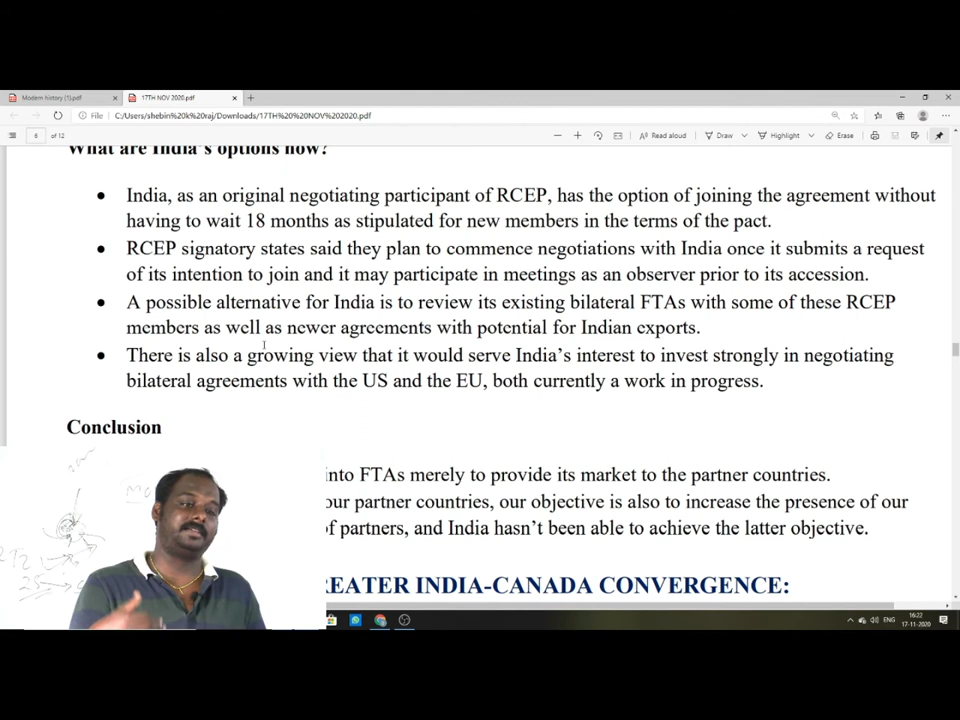 Modern history (1).pdf
17TH NOV 2020.pdf
File
C:/Users/shebin%20k%20raj/Downloads/17TH%20%20NOV%202020.pdf
6 of 12
Read aloud
Draw
Highlight
Erase
What are India's options now?
• India, as an original negotiating participant of RCEP, has the option of joining the agreement without
having to wait 18 months as stipulated for new members in the terms of the pact.
• RCEP signatory states said they plan to commence negotiations with India once it submits a request
of its intention to join and it may participate in meetings as an observer prior to its accession.
• A possible alternative for India is to review its existing bilateral FTAs with some of these RCEP
members as well as newer agreements with potential for Indian exports.
• There is also a growing view that it would serve India's interest to invest strongly in negotiating
bilateral agreements with the US and the EU, both currently a work in progress.
Conclusion
into FTAs merely to provide its market to the partner countries.
our partner countries, our objective is also to increase the presence of our
of partners, and India hasn't been able to achieve the latter objective.
REATER INDIA-CANADA CONVERGENCE:
ENG
16:22
17-11-2020